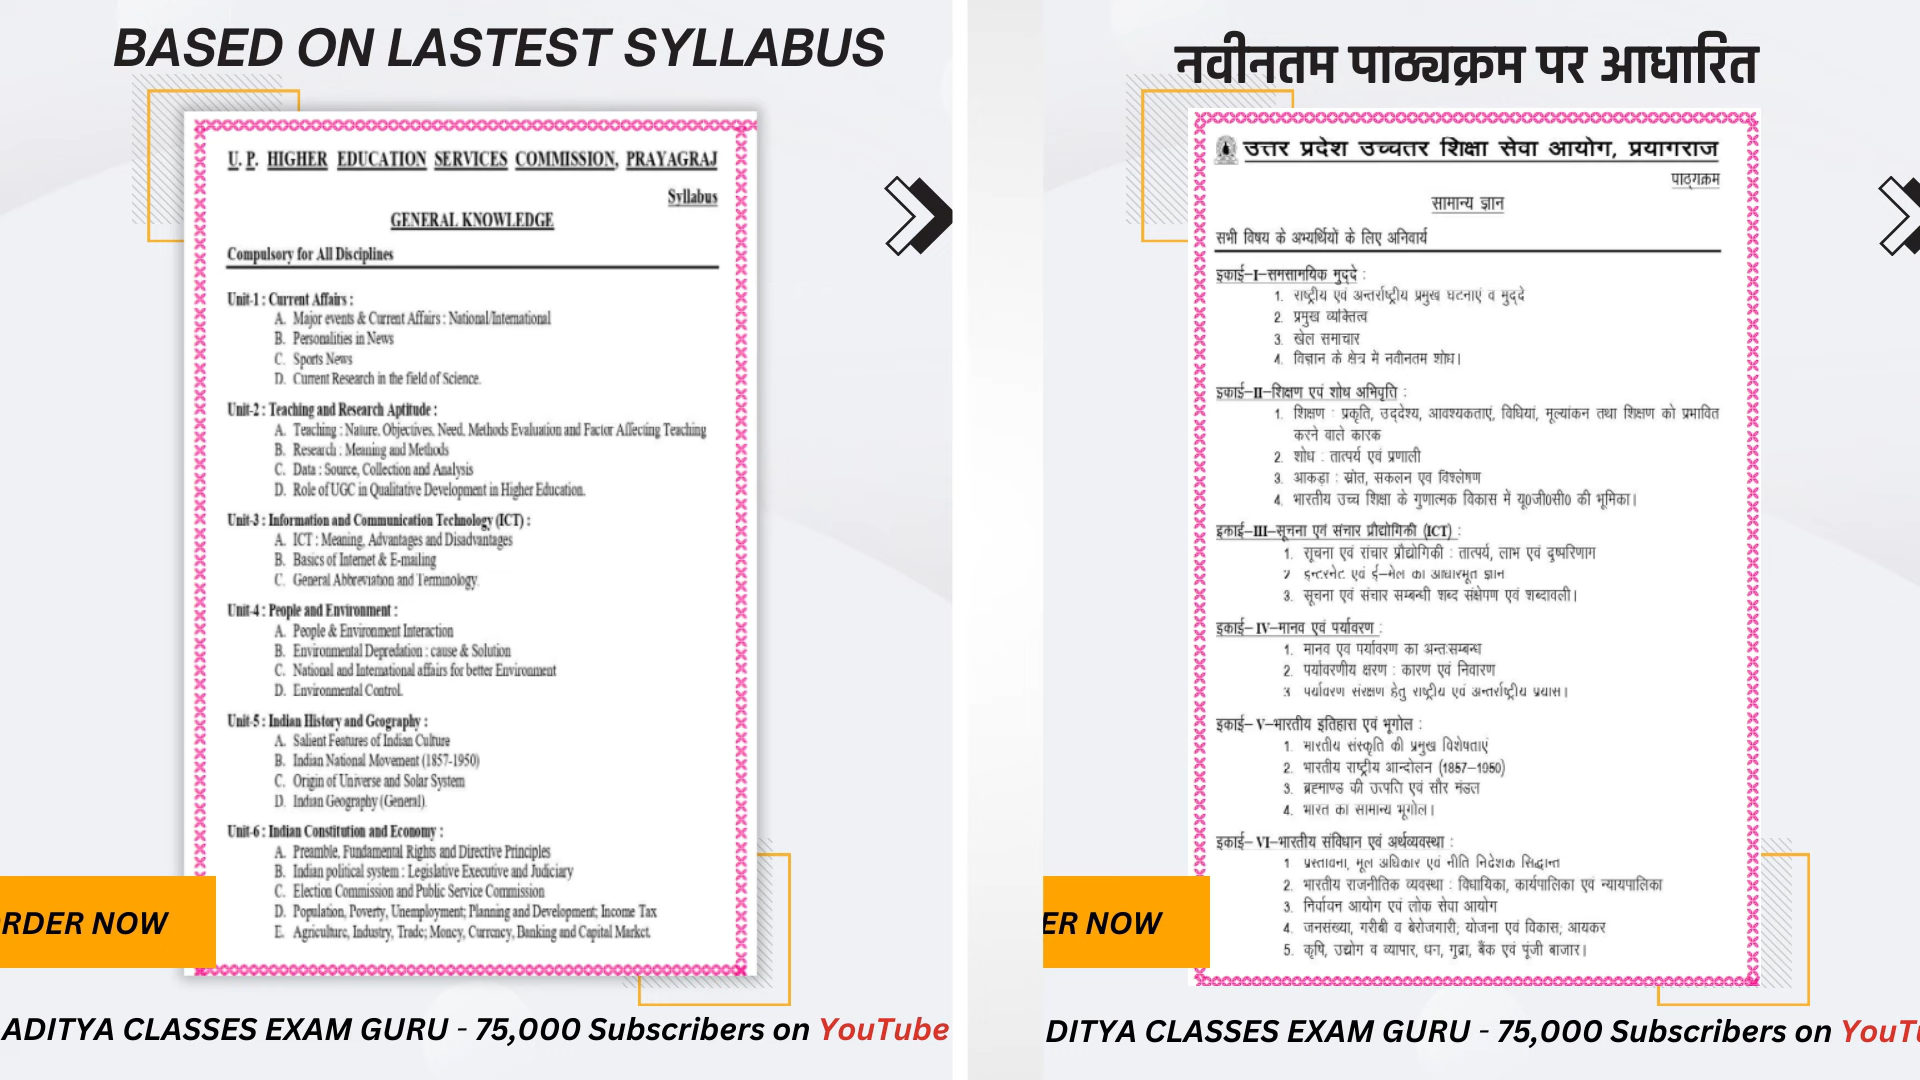 BASED ON LASTEST SYLLABUS
U. P. HIGHER EDUCATION SERVICES COMMISSION, PRAYAGRAJ
Syllabus
GENERAL KNOWLEDGE
Compulsory for All Disciplines
Unit-1 : Current Affairs :
A. Major events & Current Affairs : National/International
B. Personalities in News
C. Sports News
D. Current Research in the field of Science.
Unit-2 : Teaching and Research Aptitude :
A. Teaching : Nature, Objectives, Need, Methods Evaluation and Factor Affecting Teaching
B. Research : Meaning and Methods
C. Data : Source, Collection and Analysis
D. Role of UGC in Qualitative Development in Higher Education.
Unit-3 : Information and Communication Technology (ICT) :
A. ICT : Meaning, Advantages and Disadvantages
B. Basics of Internet & E-mailing
C. General Abbreviation and Terminology.
Unit-4 : People and Environment :
A. People & Environment Interaction
B. Environmental Depredation : cause & Solution
C. National and International affairs for better Environment
D. Environmental Control.
Unit-5 : Indian History and Geography :
A. Salient Features of Indian Culture
B. Indian National Movement (1857-1950)
C. Origin of Universe and Solar System
D. Indian Geography (General).
Unit-6 : Indian Constitution and Economy :
A. Preamble, Fundamental Rights and Directive Principles
B. Indian political system : Legislative Executive and Judiciary
C. Election Commission and Public Service Commission
D. Population, Poverty, Unemployment; Planning and Development; Income Tax
E. Agriculture, Industry, Trade; Money, Currency, Banking and Capital Market.
RDER NOW
ADITYA CLASSES EXAM GURU - 75,000 Subscribers on YouTube
नवीनतम पाठ्यक्रम पर आधारित
उत्तर प्रदेश उच्चतर शिक्षा सेवा आयोग, प्रयागराज
पाठ्यक्रम
सामान्य ज्ञान
सभी विषय के अभ्यर्थियों के लिए अनिवार्य
इकाई–I–समसामयिक मुद्दे :
1. राष्ट्रीय एवं अन्तर्राष्ट्रीय प्रमुख घटनाएं व मुद्दे
2. प्रमुख व्यक्तित्व
3. खेल समाचार
4. विज्ञान के क्षेत्र में नवीनतम शोध।
इकाई–II–शिक्षण एवं शोध अभिवृति :
1. शिक्षण : प्रकृति, उद्देश्य, आवश्यकताएं, विधियां, मूल्यांकन तथा शिक्षण को प्रभावित
करने वाले कारक
2. शोध : तात्पर्य एवं प्रणाली
3. आकड़ा : स्रोत, सकलन एव विश्लेषण
4. भारतीय उच्च शिक्षा के गुणात्मक विकास में यू0जी0सी0 की भूमिका।
इकाई–III–सूचना एवं संचार प्रौद्योगिकी (ICT) :
1. सूचना एवं संचार प्रौद्योगिकी : तात्पर्य, लाभ एवं दुष्परिणाम
2. इन्टरनेट एवं ई–मेल का आधारभूत ज्ञान
3. सूचना एवं संचार सम्बन्धी शब्द संक्षेपण एवं शब्दावली।
इकाई– IV–मानव एवं पर्यावरण :
1. मानव एव पर्यावरण का अन्तःसम्बन्ध
2. पर्यावरणीय क्षरण : कारण एवं निवारण
3 पर्यावरण संरक्षण हेतु राष्ट्रीय एवं अन्तर्राष्ट्रीय प्रयास।
इकाई– V–भारतीय इतिहास एवं भूगोल :
1. भारतीय संस्कृति की प्रमुख विशेषताएं
2. भारतीय राष्ट्रीय आन्दोलन (1857–1950)
3. ब्रह्माण्ड की उत्पति एवं सौर मंडल
4. भारत का सामान्य भूगोल।
इकाई– VI–भारतीय संविधान एवं अर्थव्यवस्था :
1 प्रस्तावना, मूल अधिकार एवं नीति निदेशक सिद्धान्त
2. भारतीय राजनीतिक व्यवस्था : विधायिका, कार्यपालिका एवं न्यायपालिका
3. निर्वाचन आयोग एवं लोक सेवा आयोग
4. जनसंख्या, गरीबी व बेरोजगारी; योजना एवं विकास; आयकर
5. कृषि, उद्योग व व्यापार, धन, मुद्रा, बैंक एवं पूंजी बाजार।
ER NOW
DITYA CLASSES EXAM GURU - 75,000 Subscribers on YouTu